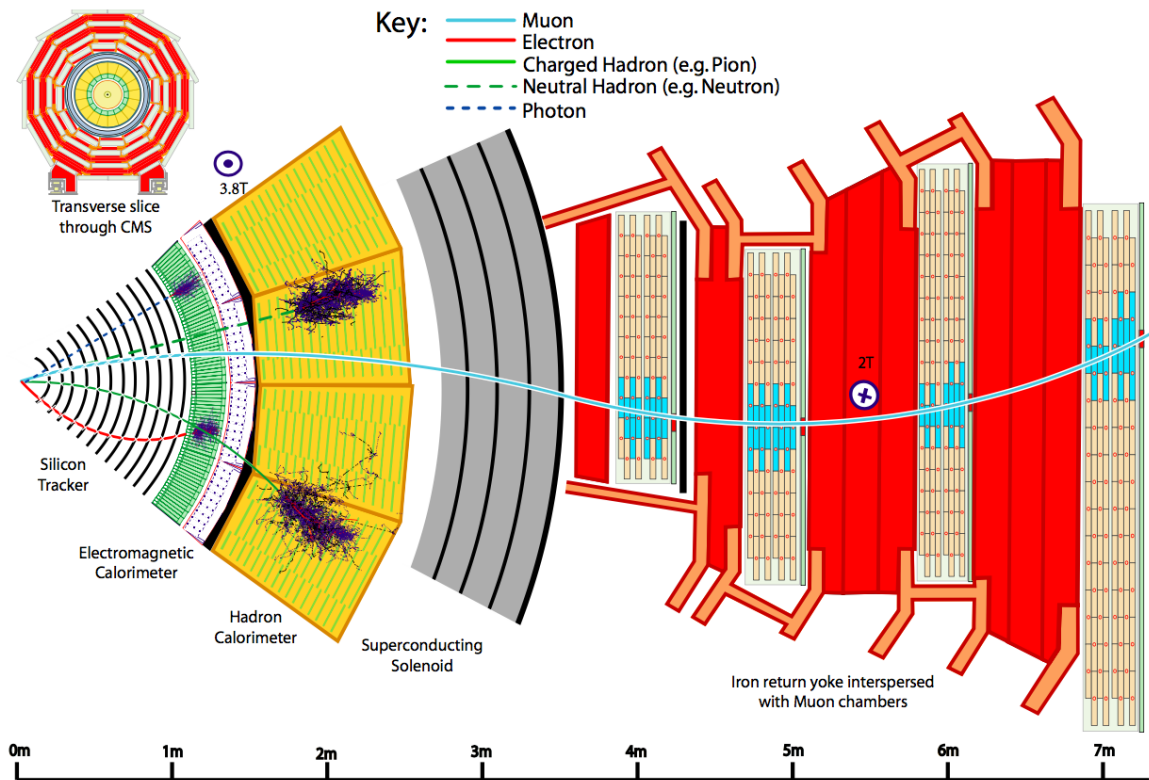 Key:
Muon
Electron
Charged Hadron (e.g. Pion)
Neutral Hadron (e.g. Neutron)
Photon
Transverse slice
through CMS
3.8T
2T
Silicon
Tracker
Electromagnetic
Calorimeter
Hadron
Calorimeter
Superconducting
Solenoid
Iron return yoke interspersed
with Muon chambers
0m 1m 2m 3m 4m 5m 6m 7m